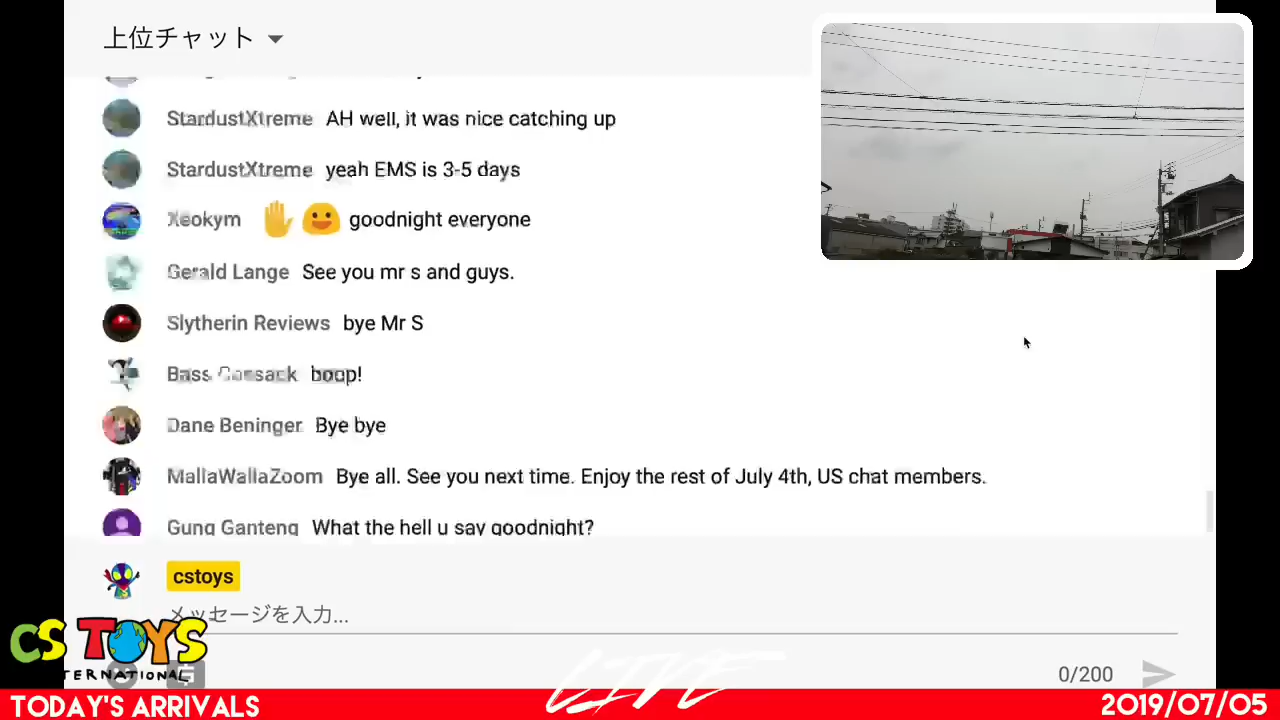 上位チャット
StardustXtreme AH well, it was nice catching up
StardustXtreme yeah EMS is 3-5 days
Xeokym 🖐😃 goodnight everyone
Gerald Lange See you mr s and guys.
Slytherin Reviews bye Mr S
Bass
Dane Beninger Bye bye
MallaWallaZoom Bye all. See you next time. Enjoy the rest of July 4th, US chat members.
Gung Ganteng What the hell u say goodnight?
cstoys
メッセージを入力...
CS TOYS
0/200
LIVE
TODAY'S ARRIVALS
2019/07/05